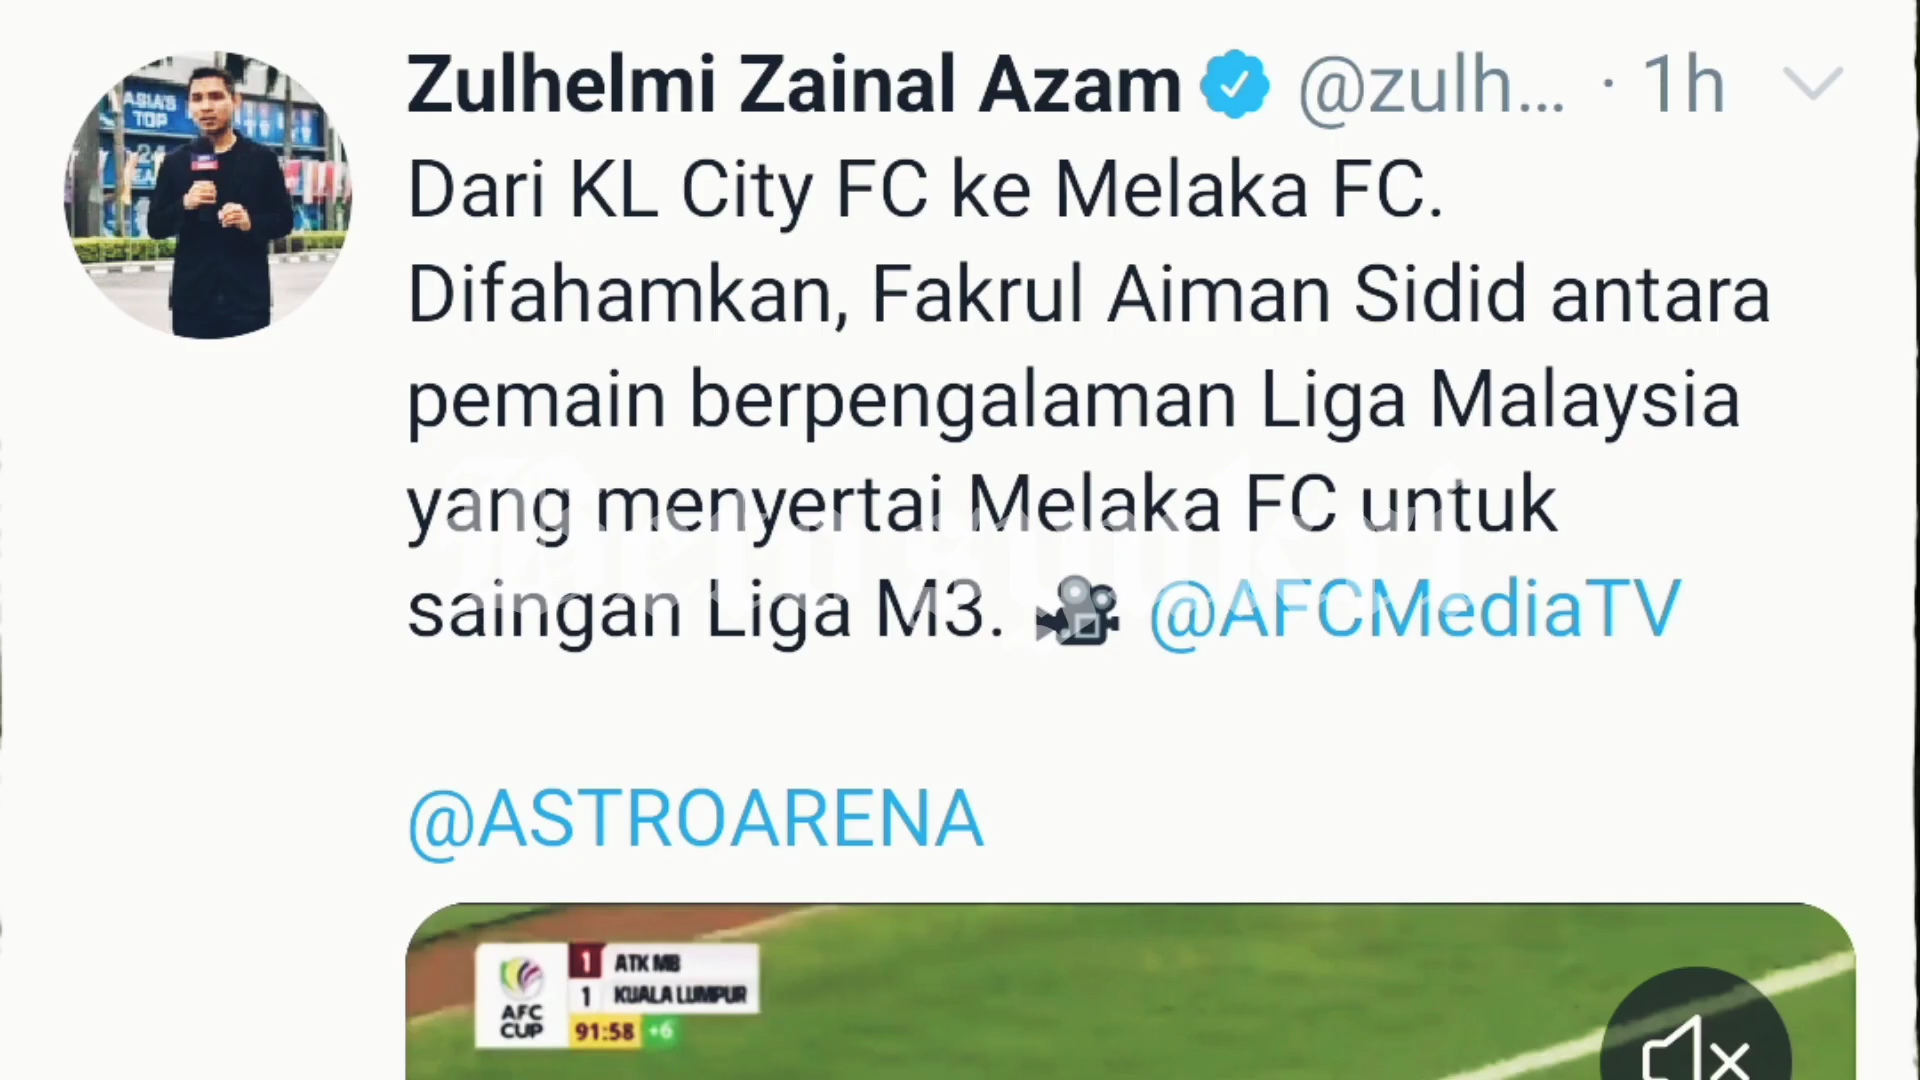 Zulhelmi Zainal Azam @zulh... · 1h
ASIA'S
TOP
Dari KL City FC ke Melaka FC.
Difahamkan, Fakrul Aiman Sidid antara
pemain berpengalaman Liga Malaysia
yang menyertai Melaka FC untuk
saingan Liga M3. 🎥 @AFCMediaTV
@ASTROARENA
AFC
CUP
1 ATK MB
1 KUALA LUMPUR
91:58 +6